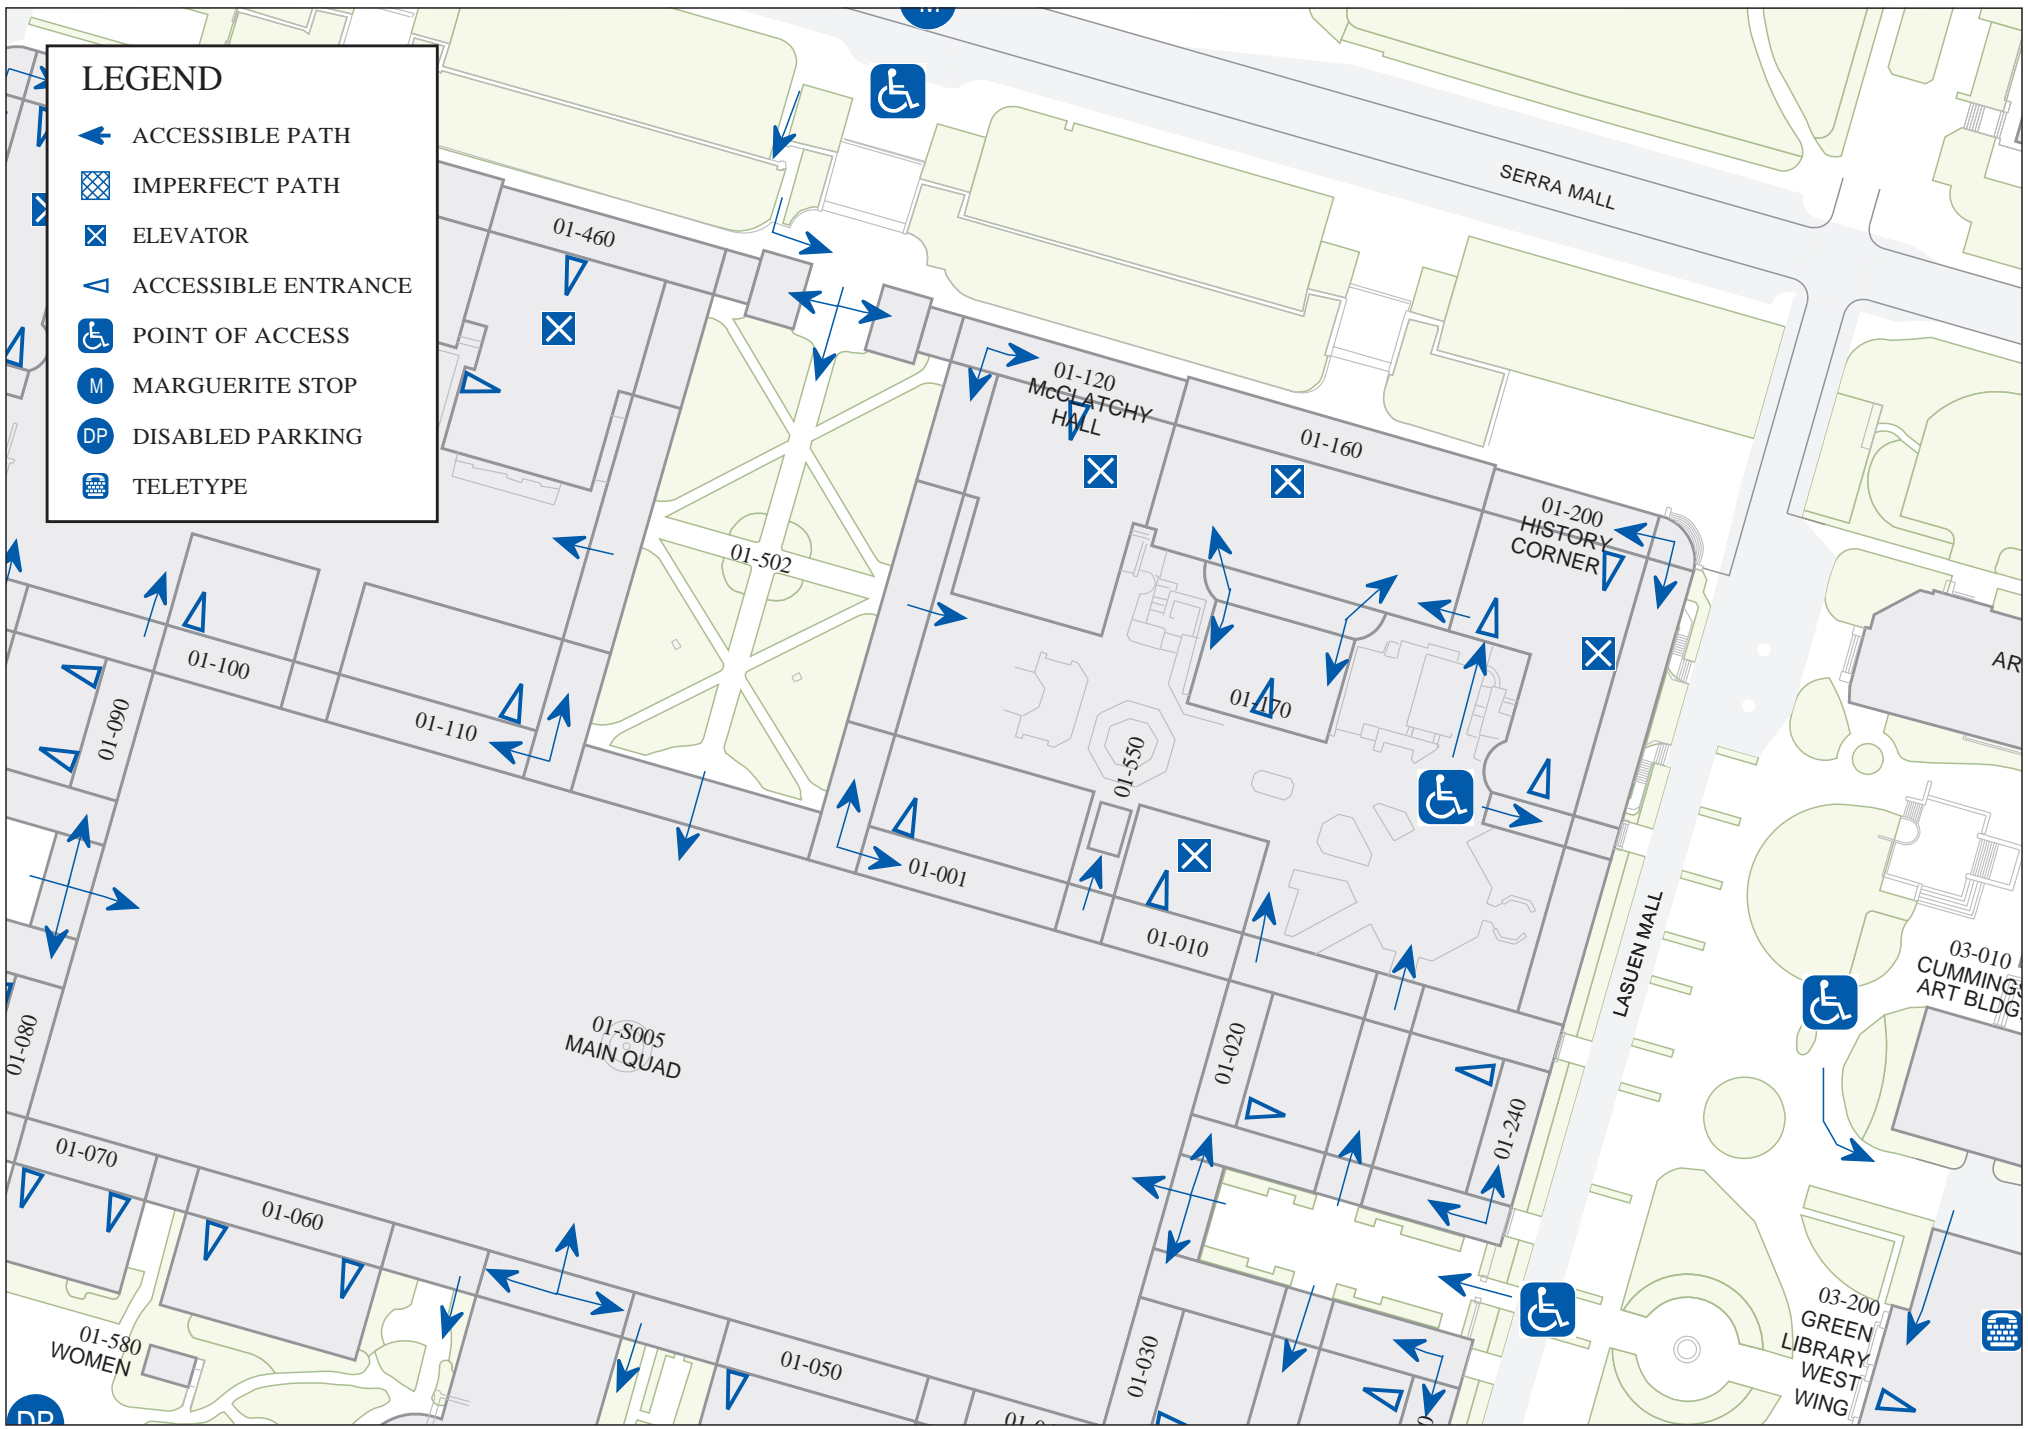 M
LEGEND
ACCESSIBLE PATH
IMPERFECT PATH
ELEVATOR
ACCESSIBLE ENTRANCE
POINT OF ACCESS
M MARGUERITE STOP
DP DISABLED PARKING
TELETYPE
SERRA MALL
01-460
01-120
McCLATCHY
HALL
01-160
01-200
HISTORY
CORNER
01-502
01-100
01-110
01-090
01-170
01-550
01-001
01-010
AR
LASUEN MALL
03-010
CUMMINGS
ART BLDG.
01-S005
MAIN QUAD
01-080
01-020
01-240
01-070
01-060
01-580
WOMEN
01-050
01-030
03-200
GREEN
LIBRARY
WEST
WING
DP